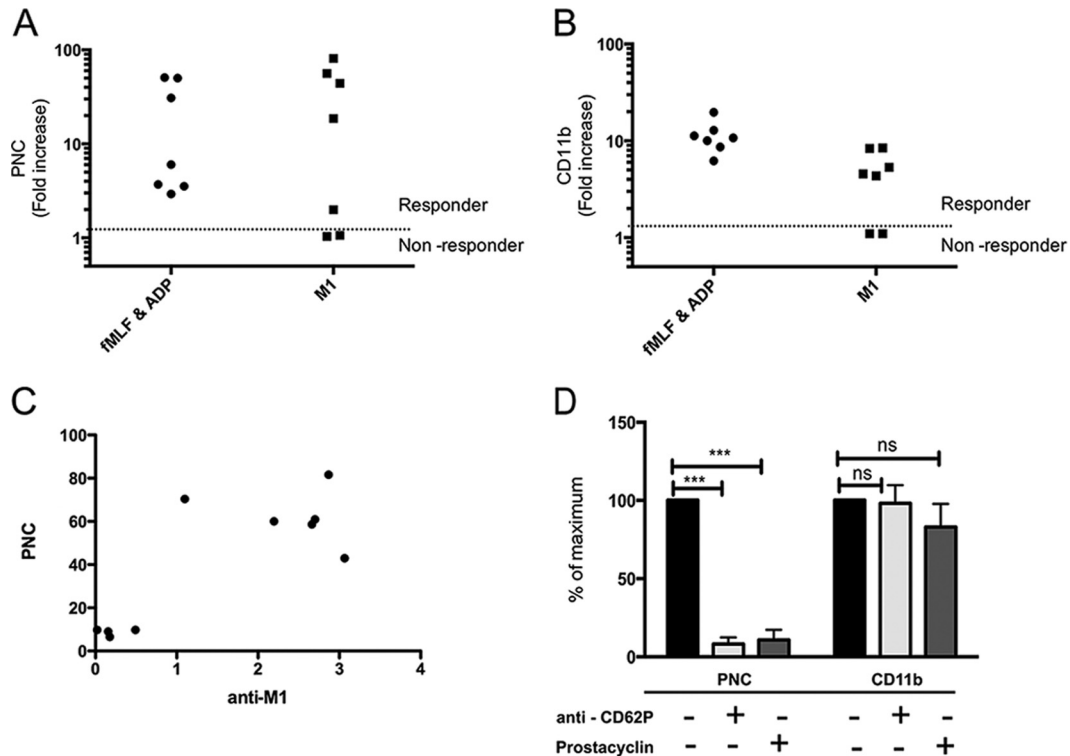 A
PNC
(Fold increase)
100
10
1
Responder
Non -responder
fMLF & ADP
M1
B
CD11b
(Fold increase)
100
10
1
Responder
Non -responder
fMLF & ADP
M1
C
PNC
100
80
60
40
20
0
0 1 2 3 4
anti-M1
D
% of maximum
150
100
50
0
***
***
ns
ns
PNC CD11b
anti - CD62P - + - - + -
Prostacyclin - - + - - +